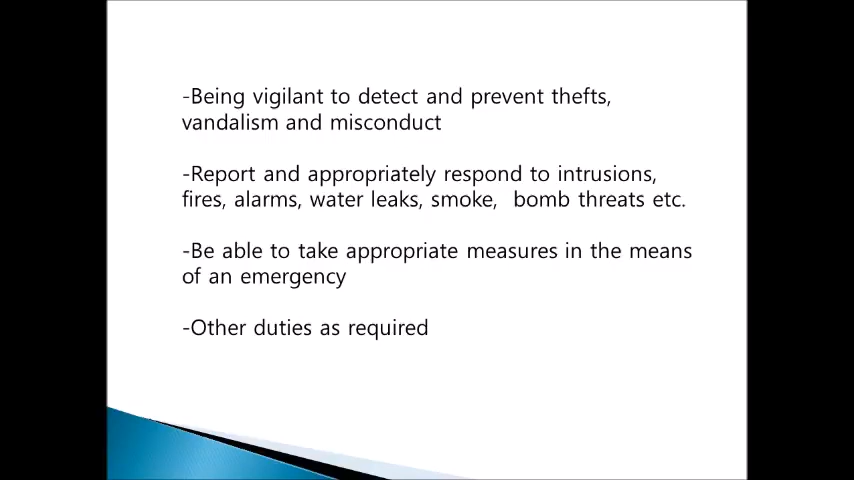 -Being vigilant to detect and prevent thefts,
vandalism and misconduct
-Report and appropriately respond to intrusions,
fires, alarms, water leaks, smoke,  bomb threats etc.
-Be able to take appropriate measures in the means
of an emergency
-Other duties as required